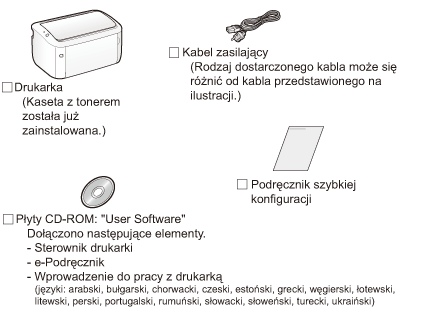 Drukarka
(Kaseta z tonerem
została już
zainstalowana.)
Kabel zasilający
(Rodzaj dostarczonego kabla może się
różnić od kabla przedstawionego na
ilustracji.)
Podręcznik szybkiej
konfiguracji
Płyty CD-ROM: "User Software"
Dołączono następujące elementy.
- Sterownik drukarki
- e-Podręcznik
- Wprowadzenie do pracy z drukarką
(języki: arabski, bułgarski, chorwacki, czeski, estoński, grecki, węgierski, łotewski,
litewski, perski, portugalski, rumuński, słowacki, słoweński, turecki, ukraiński)